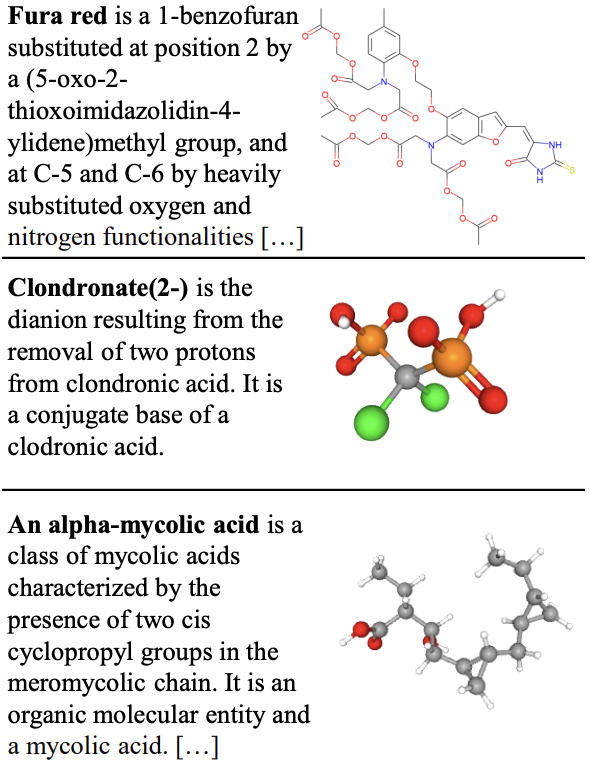 Fura red is a 1-benzofuran
substituted at position 2 by
a (5-oxo-2-
thioxoimidazolidin-4-
ylidene)methyl group, and
at C-5 and C-6 by heavily
substituted oxygen and
nitrogen functionalities […]
O
O
O
O
N
O
O
O
O
O
O
O
O
O
O
O
N
O
O
O
O
O
O
NH
N
H
S
Clondronate(2-) is the
dianion resulting from the
removal of two protons
from clondronic acid. It is
a conjugate base of a
clodronic acid.
An alpha-mycolic acid is a
class of mycolic acids
characterized by the
presence of two cis
cyclopropyl groups in the
meromycolic chain. It is an
organic molecular entity and
a mycolic acid. […]